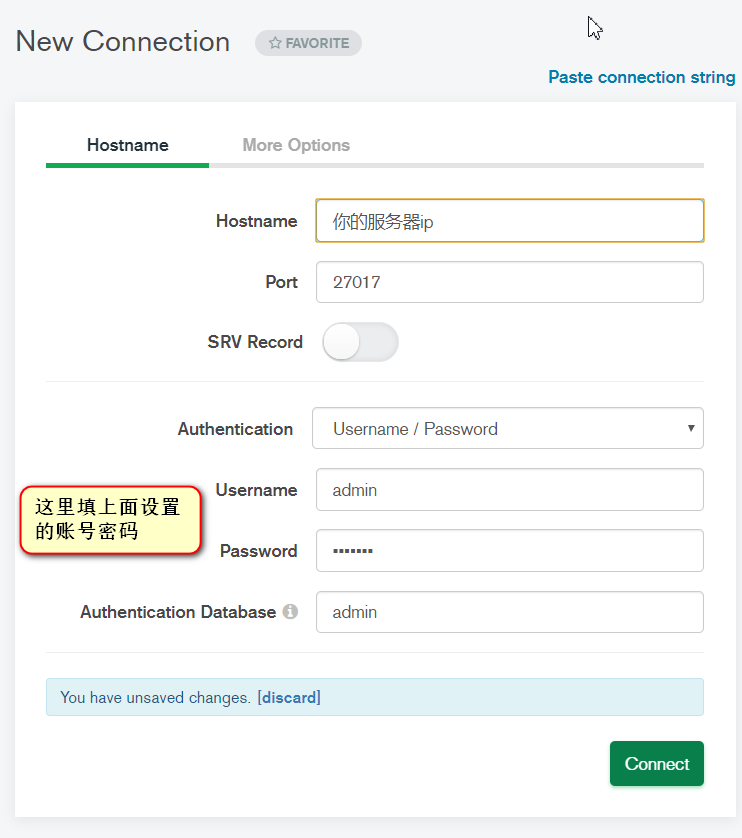 New Connection
FAVORITE
Paste connection string
Hostname
More Options
Hostname
你的服务器ip
Port
27017
SRV Record
Authentication
Username / Password
Username
admin
这里填上面设置
的账号密码
Password
•••••••
Authentication Database
admin
You have unsaved changes. [discard]
Connect